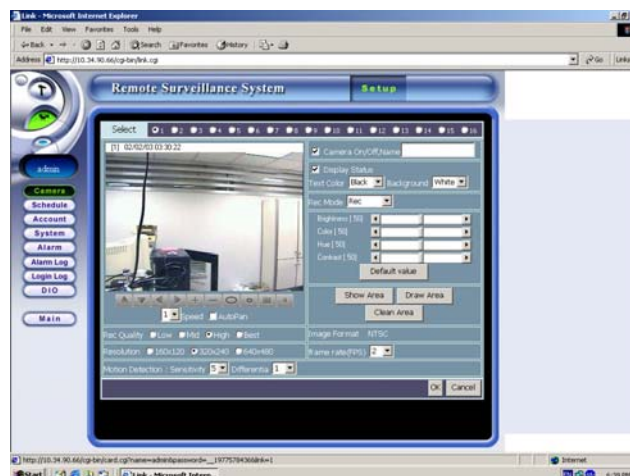 Link - Microsoft Internet Explorer
File Edit View Favorites Tools Help
Back Search Favorites History
Address http://10.34.90.66/cgi-bin/link.cgi Go Links
Remote Surveillance System Setup
Select 1 2 3 4 5 6 7 8 9 10 11 12 13 14 15 16
[1] 02/02/03 03:30:22
Camera On/Off,Name
admin
Display Status
Text Color Black Background White
Camera
Rec Mode Rec
Schedule
Account
Brightness [ 50]
System
Color [ 50]
Alarm
Hue [ 50]
Alarm Log
Contrast [ 50]
Login Log
Default value
DIO
Show Area Draw Area
Clean Area
Main
1 Speed AutoPan
Rec Quality Low Mid High Best
Image Format NTSC
Resolution 160x120 320x240 640x480
frame rate(FPS) 2
Motion Detection : Sensitivity 5 Differentia 1
OK Cancel
Internet
Start Link - Microsoft Intern...